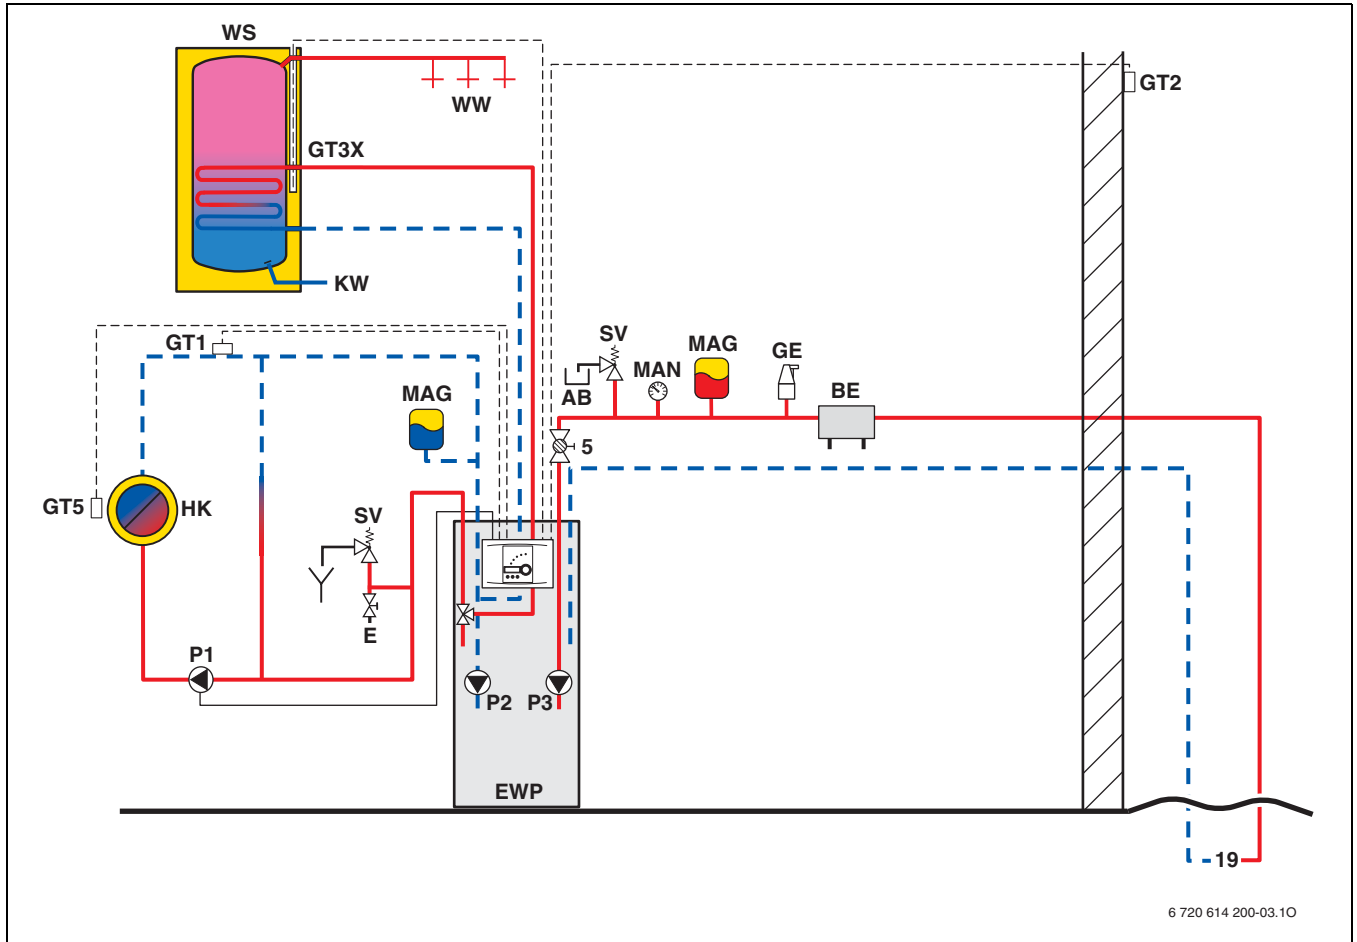 WS
WW
GT2
GT3X
KW
GT1
SV
MAG
GE
MAN
BE
AB
MAG
5
GT5
HK
SV
E
P1
P2
P3
EWP
19
6 720 614 200-03.1O